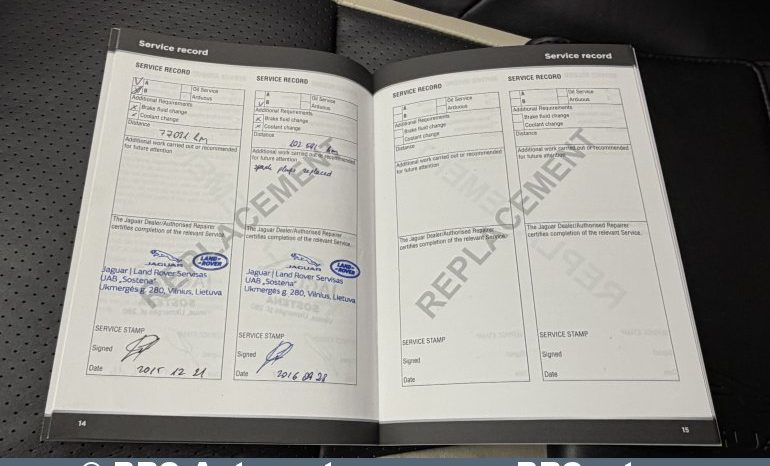 Service record
SERVICE RECORD
A
B
Oil Service
Antivirus
Additional Requirements
Brake fluid change
Coolant change
Distance
Additional work carried out or recommended
for future attention
The Jaguar Dealer/Authorised Repairer
certifies completion of the relevant Service.
JAGUAR
LAND-
ROVER
Jaguar | Land Rover Servisas
UAB „Sostena"
Ukmergės g. 280, Vilnius, Lietuva
SERVICE STAMP
Signed
Date 2015 12 21
SERVICE RECORD
A
B
Oil Service
Antivirus
Additional Requirements
Brake fluid change
Coolant change
Distance
Additional work carried out or recommended
for future attention
spark plugs replaced
The Jaguar Dealer/Authorised Repairer
certifies completion of the relevant Service.
JAGUAR
LAND-
ROVER
Jaguar | Land Rover Servisas
UAB „Sostena"
Ukmergės g. 280, Vilnius, Lietuva
SERVICE STAMP
Signed
Date 2016 09 28
REPLACEMENT
14
Service record
SERVICE RECORD
A
B
Oil Service
Antivirus
Additional Requirements
Brake fluid change
Coolant change
Distance
Additional work carried out or recommended
for future attention
The Jaguar Dealer/Authorised Repairer
certifies completion of the relevant Service.
SERVICE STAMP
Signed
Date
SERVICE RECORD
A
B
Oil Service
Antivirus
Additional Requirements
Brake fluid change
Coolant change
Distance
Additional work carried out or recommended
for future attention
The Jaguar Dealer/Authorised Repairer
certifies completion of the relevant Service.
SERVICE STAMP
Signed
Date
REPLACEMENT
15